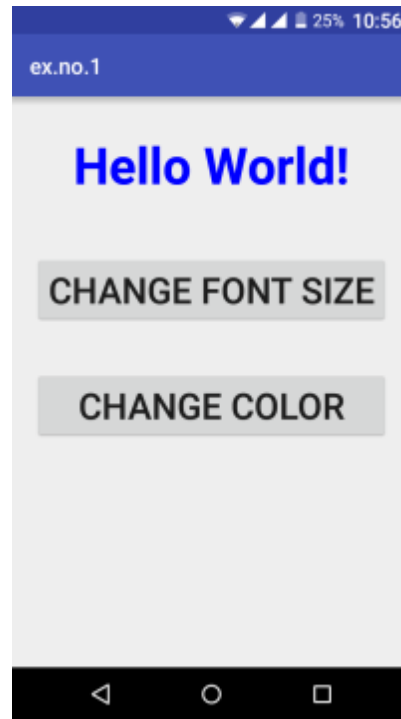 25% 10:56
ex.no.1
Hello World!
CHANGE FONT SIZE
CHANGE COLOR